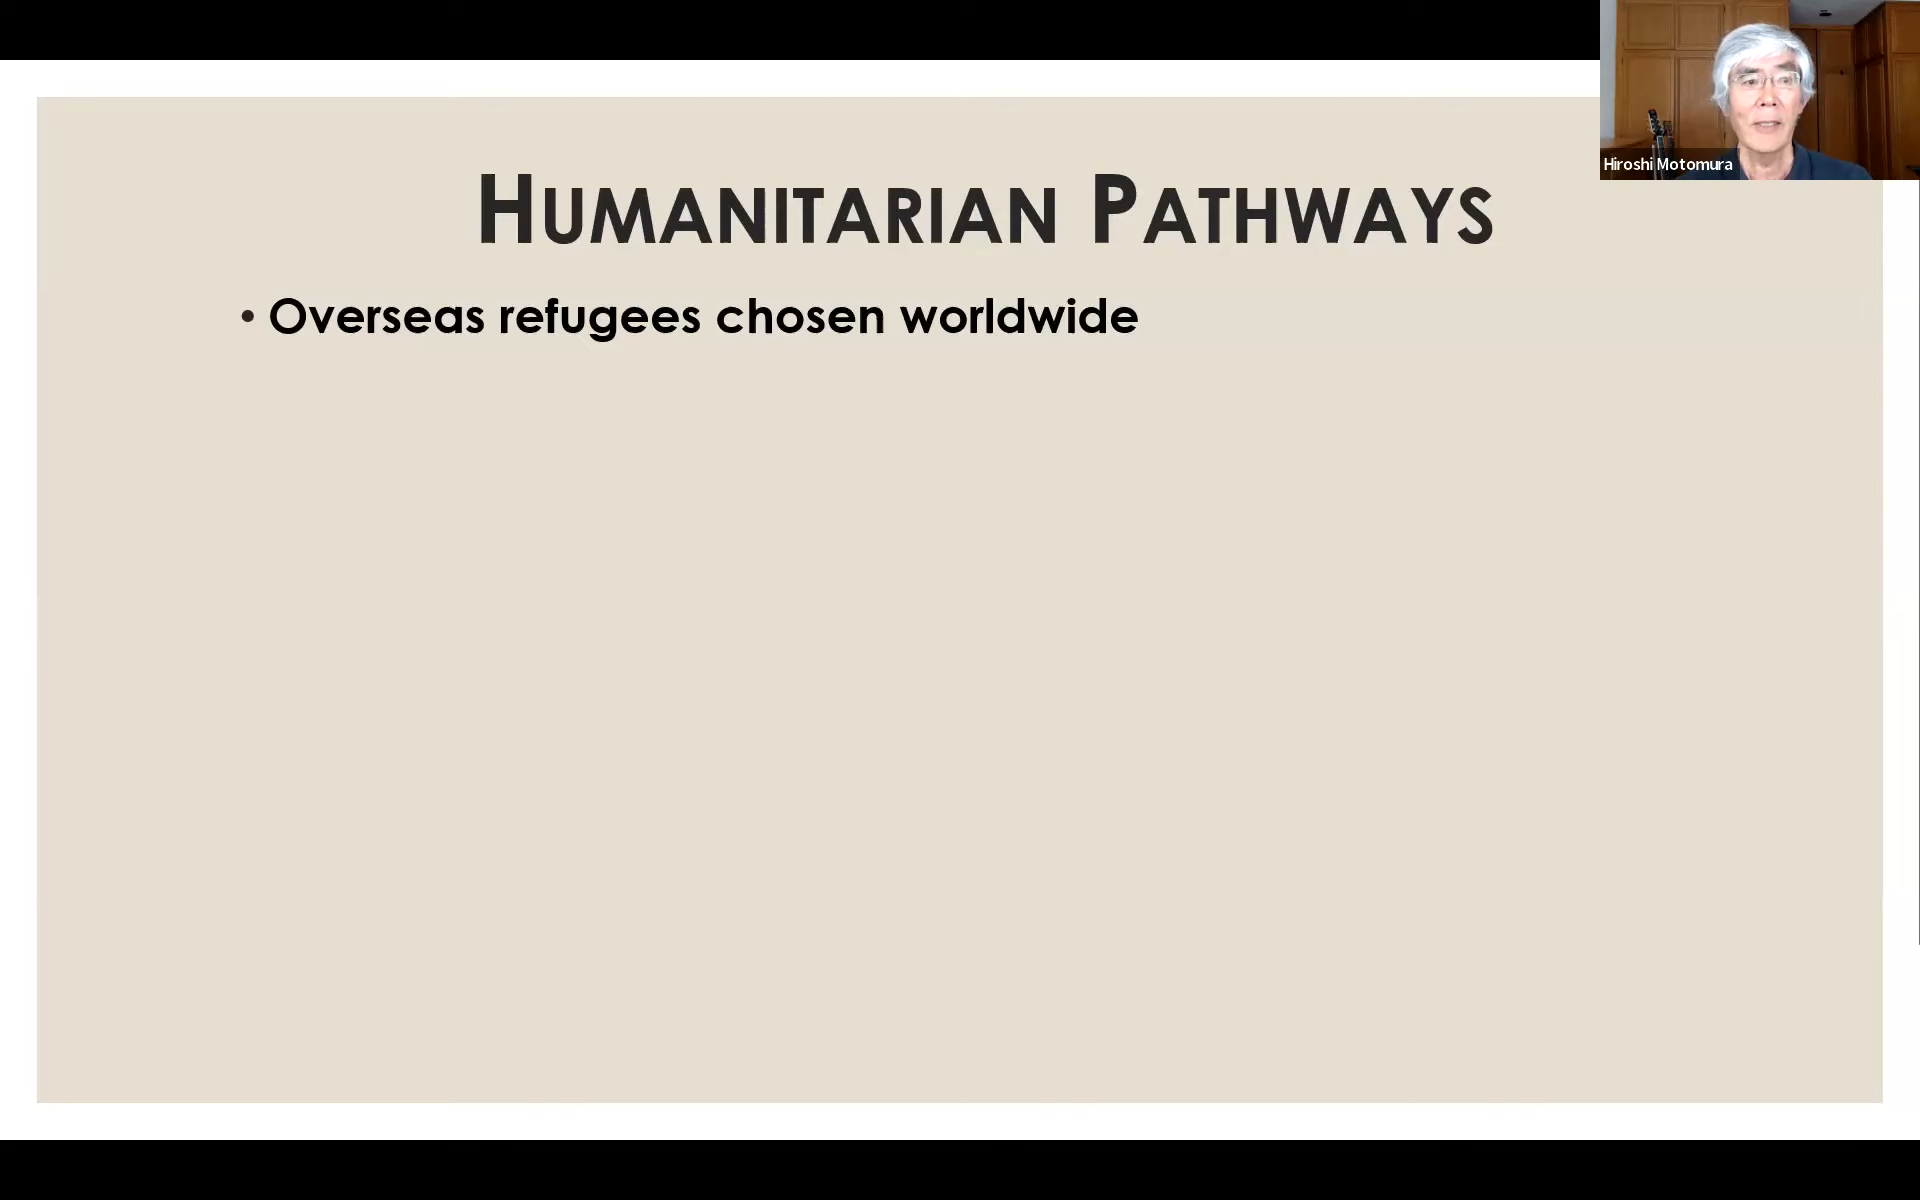 Hiroshi Motomura
HUMANITARIAN PATHWAYS
• Overseas refugees chosen worldwide